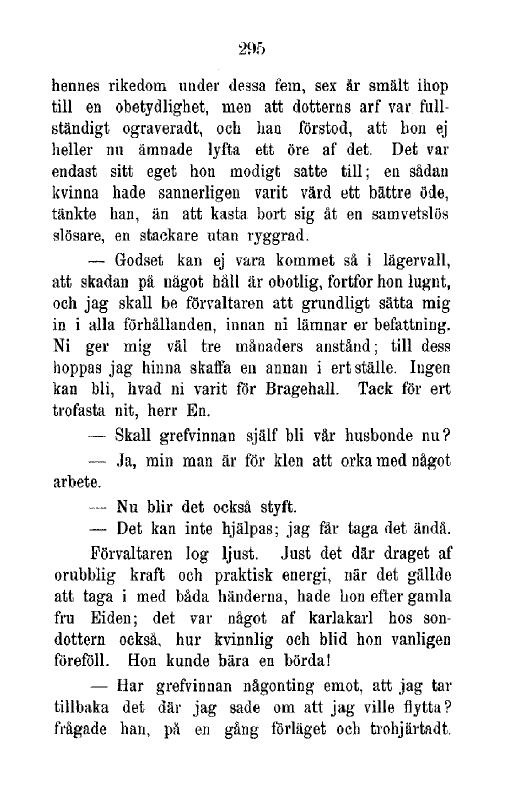 295
hennes rikedom under dessa fem, sex år smält ihop
till en obetydlighet, men att dotterns arf var full-
ständigt ograveradt, och han förstod, att hon ej
heller nu ämnade lyfta ett öre af det. Det var
endast sitt eget hon modigt satte till; en sådan
kvinna hade sannerligen varit värd ett bättre öde,
tänkte han, än att kasta bort sig åt en samvetslös
slösare, en stackare utan ryggrad.
— Godset kan ej vara kommet så i lägervall,
att skadan på något håll är obotlig, fortfor hon lugnt,
och jag skall be förvaltaren att grundligt sätta mig
in i alla förhållanden, innan ni lämnar er befattning.
Ni ger mig väl tre månaders anstånd; till dess
hoppas jag hinna skaffa en annan i ert ställe. Ingen
kan bli, hvad ni varit för Bragehall. Tack för ert
trofasta nit, herr En.
— Skall grefvinnan själf bli vår husbonde nu?
— Ja, min man är för klen att orka med något
arbete.
— Nu blir det också styft.
— Det kan inte hjälpas; jag får taga det ändå.
Förvaltaren log ljust. Just det där draget af
orubblig kraft och praktisk energi, när det gällde
att taga i med båda händerna, hade hon efter gamla
fru Eiden; det var något af karlakarl hos son-
dottern också, hur kvinnlig och blid hon vanligen
föreföll. Hon kunde bära en börda!
— Har grefvinnan någonting emot, att jag tar
tillbaka det där jag sade om att jag ville flytta?
frågade han, på en gång förläget och trohjärtadt.